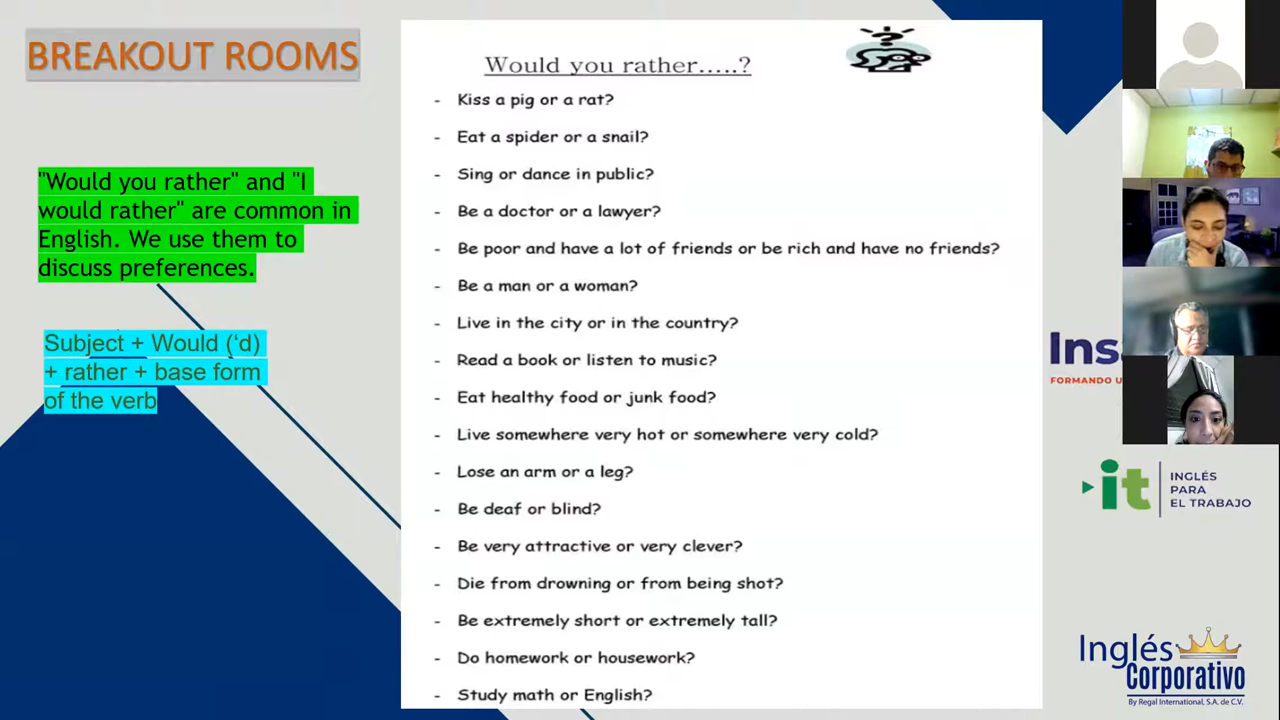 BREAKOUT ROOMS
"Would you rather" and "I
would rather" are common in
English. We use them to
discuss preferences.
Subject + Would (‘d)
+ rather + base form
of the verb
Would you rather.....?
- Kiss a pig or a rat?
- Eat a spider or a snail?
- Sing or dance in public?
- Be a doctor or a lawyer?
- Be poor and have a lot of friends or be rich and have no friends?
- Be a man or a woman?
- Live in the city or in the country?
- Read a book or listen to music?
- Eat healthy food or junk food?
- Live somewhere very hot or somewhere very cold?
- Lose an arm or a leg?
- Be deaf or blind?
- Be very attractive or very clever?
- Die from drowning or from being shot?
- Be extremely short or extremely tall?
- Do homework or housework?
- Study math or English?
Ins
FORMANDO U
it
INGLÉS
PARA
EL TRABAJO
Inglés
Corporativo
By Regal International, S.A. de C.V.